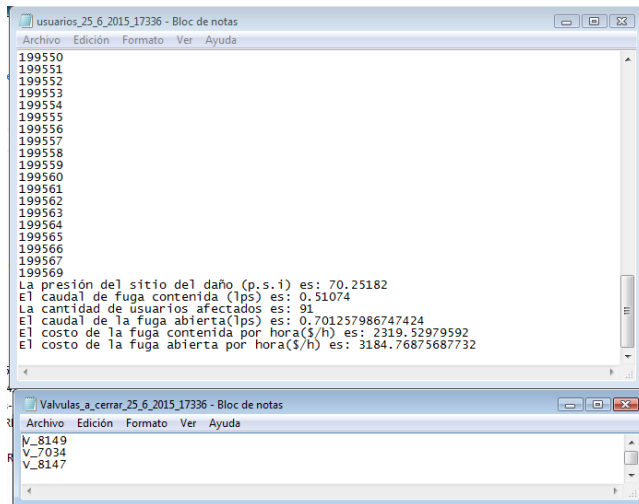 usuarios_25_6_2015_17336 - Bloc de notas
Archivo Edición Formato Ver Ayuda
199550
199551
199552
199553
199554
199555
199556
199557
199558
199559
199560
199561
199562
199563
199564
199565
199566
199567
199569
La presión del sitio del daño (p.s.i) es: 70.25182
El caudal de fuga contenida (lps) es: 0.51074
La cantidad de usuarios afectados es: 91
El caudal de la fuga abierta(lps) es: 0.701257986747424
El costo de la fuga contenida por hora($/h) es: 2319.52979592
El costo de la fuga abierta por hora($/h) es: 3184.76875687732
Valvulas_a_cerrar_25_6_2015_17336 - Bloc de notas
Archivo Edición Formato Ver Ayuda
V_8149
V_7034
V_8147